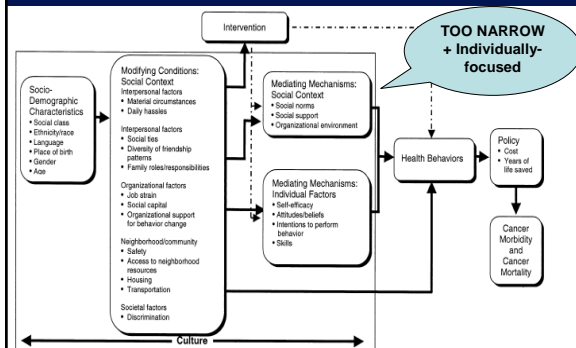 Intervention
TOO NARROW
+ Individually-
focused
Socio-
Demographic
Characteristics
• Social class
• Ethnicity/race
• Language
• Place of birth
• Gender
• Age
Modifying Conditions:
Social Context
Interpersonal factors
• Material circumstances
• Daily hassles
Interpersonal factors
• Social ties
• Diversity of friendship
patterns
• Family roles/responsibilities
Organizational factors
• Job strain
• Social capital
• Organizational support
for behavior change
Neighborhood/community
• Safety
• Access to neighborhood
resources
• Housing
• Transportation
Societal factors
• Discrimination
Mediating Mechanisms:
Social Context
• Social norms
• Social support
• Organizational environment
Mediating Mechanisms:
Individual Factors
• Self-efficacy
• Attitudes/beliefs
• Intentions to perform
behavior
• Skills
Health Behaviors
Policy
• Cost
• Years of
life saved
Cancer
Morbidity
and
Cancer
Mortality
Culture